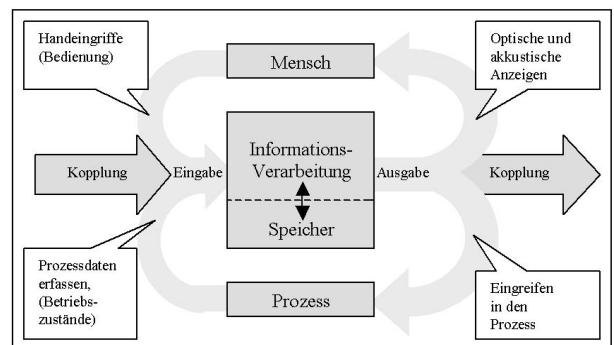 Handeingriffe
(Bedienung)
Mensch
Optische und
akkustische
Anzeigen
Kopplung
Eingabe
Informations-
Verarbeitung
Ausgabe
Kopplung
Speicher
Prozessdaten
erfassen,
(Betriebs-
zustände)
Prozess
Eingreifen
in den
Prozess